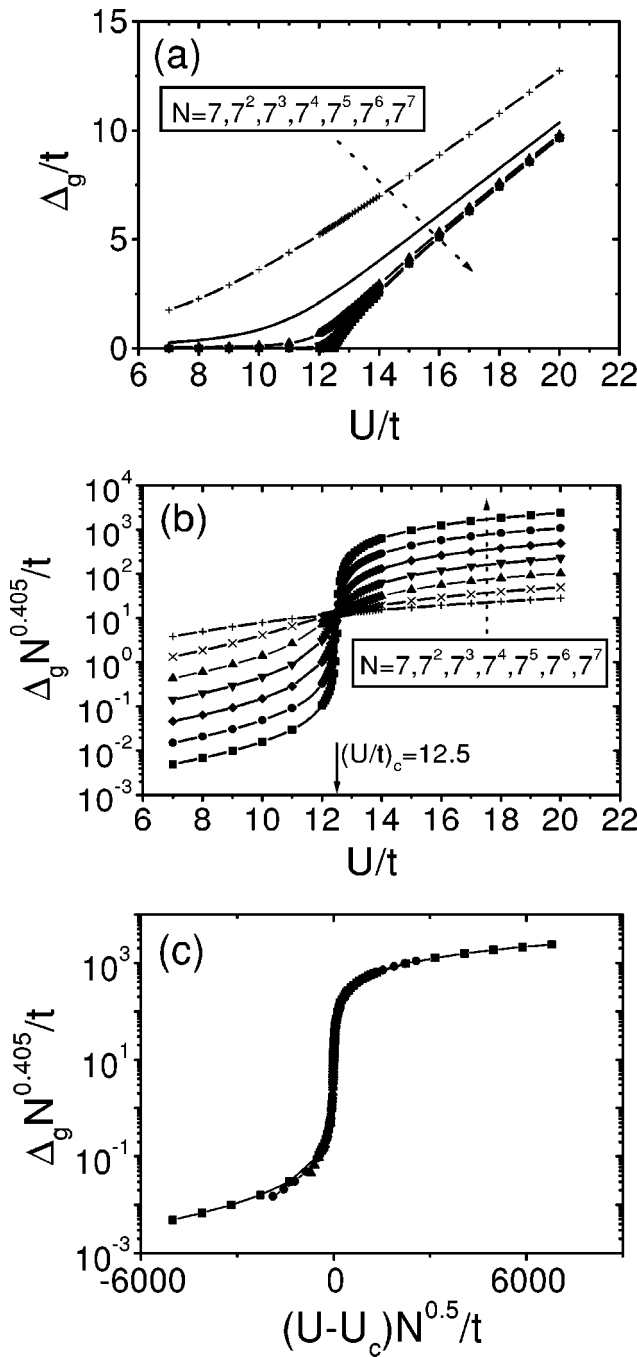 (a)
N=7,7²,7³,7⁴,7⁵,7⁶,7⁷
Δg/t
15
10
5
0
6 8 10 12 14 16 18 20 22
U/t
(b)
Δg N^0.405/t
10⁴
10³
10²
10¹
10⁰
10⁻¹
10⁻²
10⁻³
N=7,7²,7³,7⁴,7⁵,7⁶,7⁷
(U/t)c=12.5
6 8 10 12 14 16 18 20 22
U/t
(c)
Δg N^0.405/t
10³
10¹
10⁻¹
10⁻³
-6000 0 6000
(U-Uc)N^0.5/t